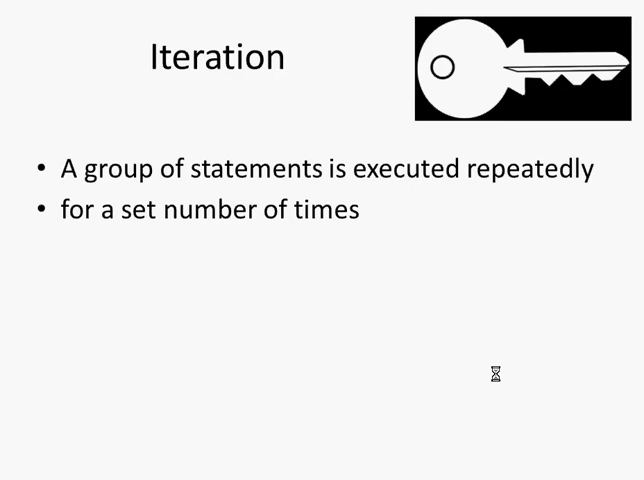 Iteration
• A group of statements is executed repeatedly
• for a set number of times